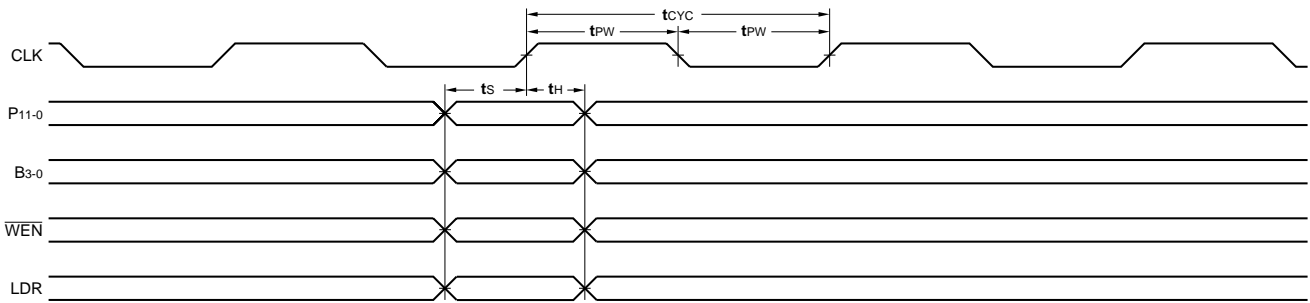 tCYC
tPW tPW
CLK
tS tH
P11-0
B3-0
WEN
LDR